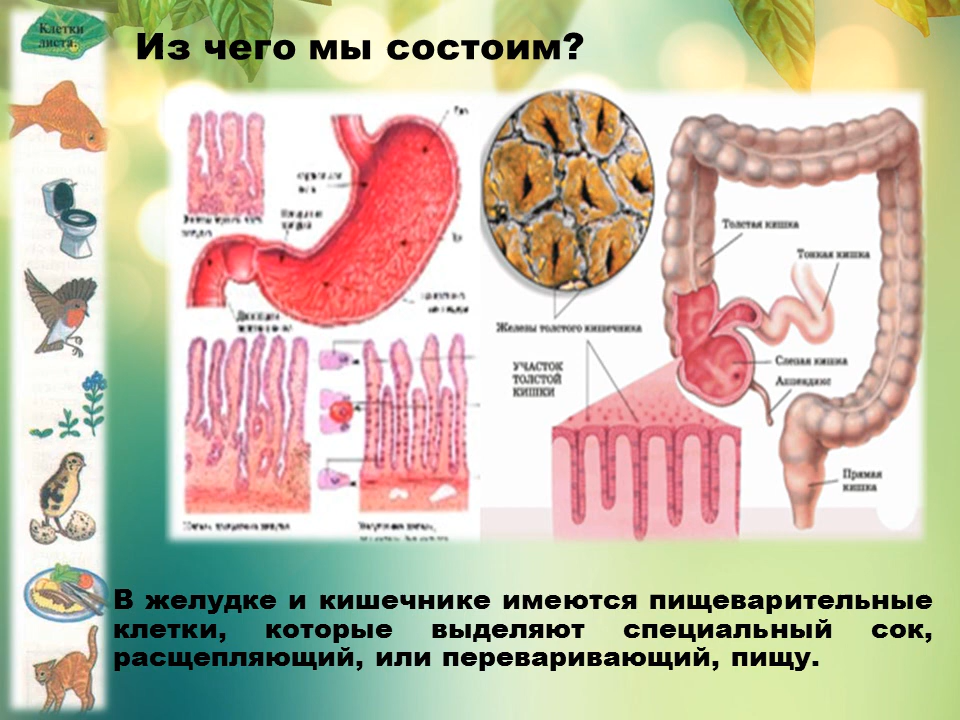 Клетки
листа.
Из чего мы состоим?
Толстая кишка
Тонкая кишка
Железы толстого кишечника
Слепая кишка
УЧАСТОК
ТОЛСТОЙ
КИШКИ
Аппендикс
Прямая
кишка
В желудке и кишечнике имеются пищеварительные
клетки, которые выделяют специальный сок,
расщепляющий, или переваривающий, пищу.